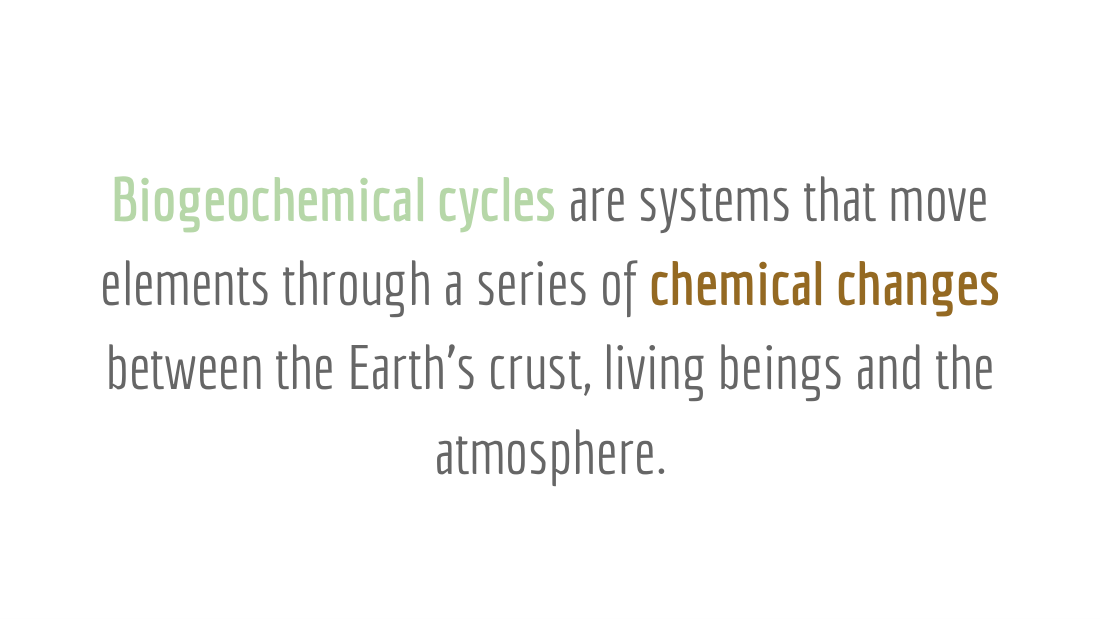 Biogeochemical cycles are systems that move
elements through a series of chemical changes
between the Earth's crust, living beings and the
atmosphere.